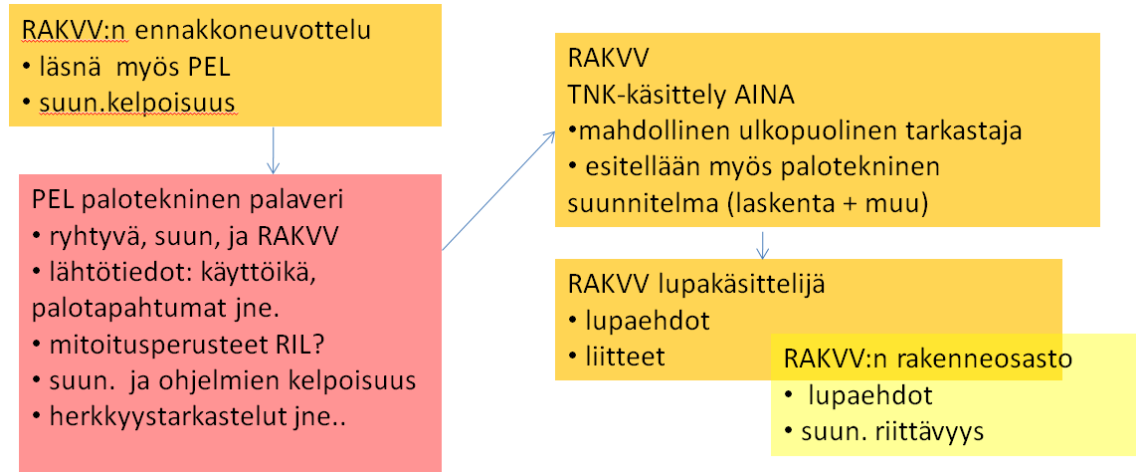 RAKVV:n ennakkoneuvottelu
• läsnä myös PEL
• suun.kelpoisuus
PEL palotekninen palaveri
• ryhtyvä, suun, ja RAKVV
• lähtötiedot: käyttöikä,
palotapahtumat jne.
• mitoitusperusteet RIL?
• suun. ja ohjelmien kelpoisuus
• herkkyystarkastelut jne..
RAKVV
TNK-käsittely AINA
•mahdollinen ulkopuolinen tarkastaja
• esitellään myös palotekninen
suunnitelma (laskenta + muu)
RAKVV lupakäsittelijä
• lupaehdot
• liitteet
RAKVV:n rakenneosasto
• lupaehdot
• suun. riittävyys